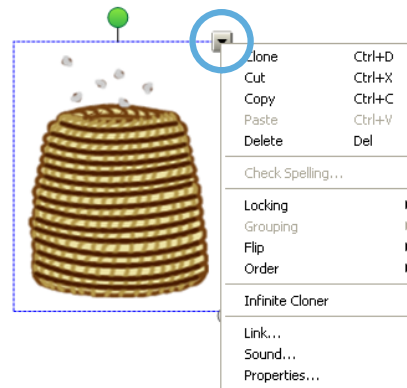 Clone Ctrl+D
Cut Ctrl+X
Copy Ctrl+C
Paste Ctrl+V
Delete Del
Check Spelling...
Locking
Grouping
Flip
Order
Infinite Cloner
Link...
Sound...
Properties...